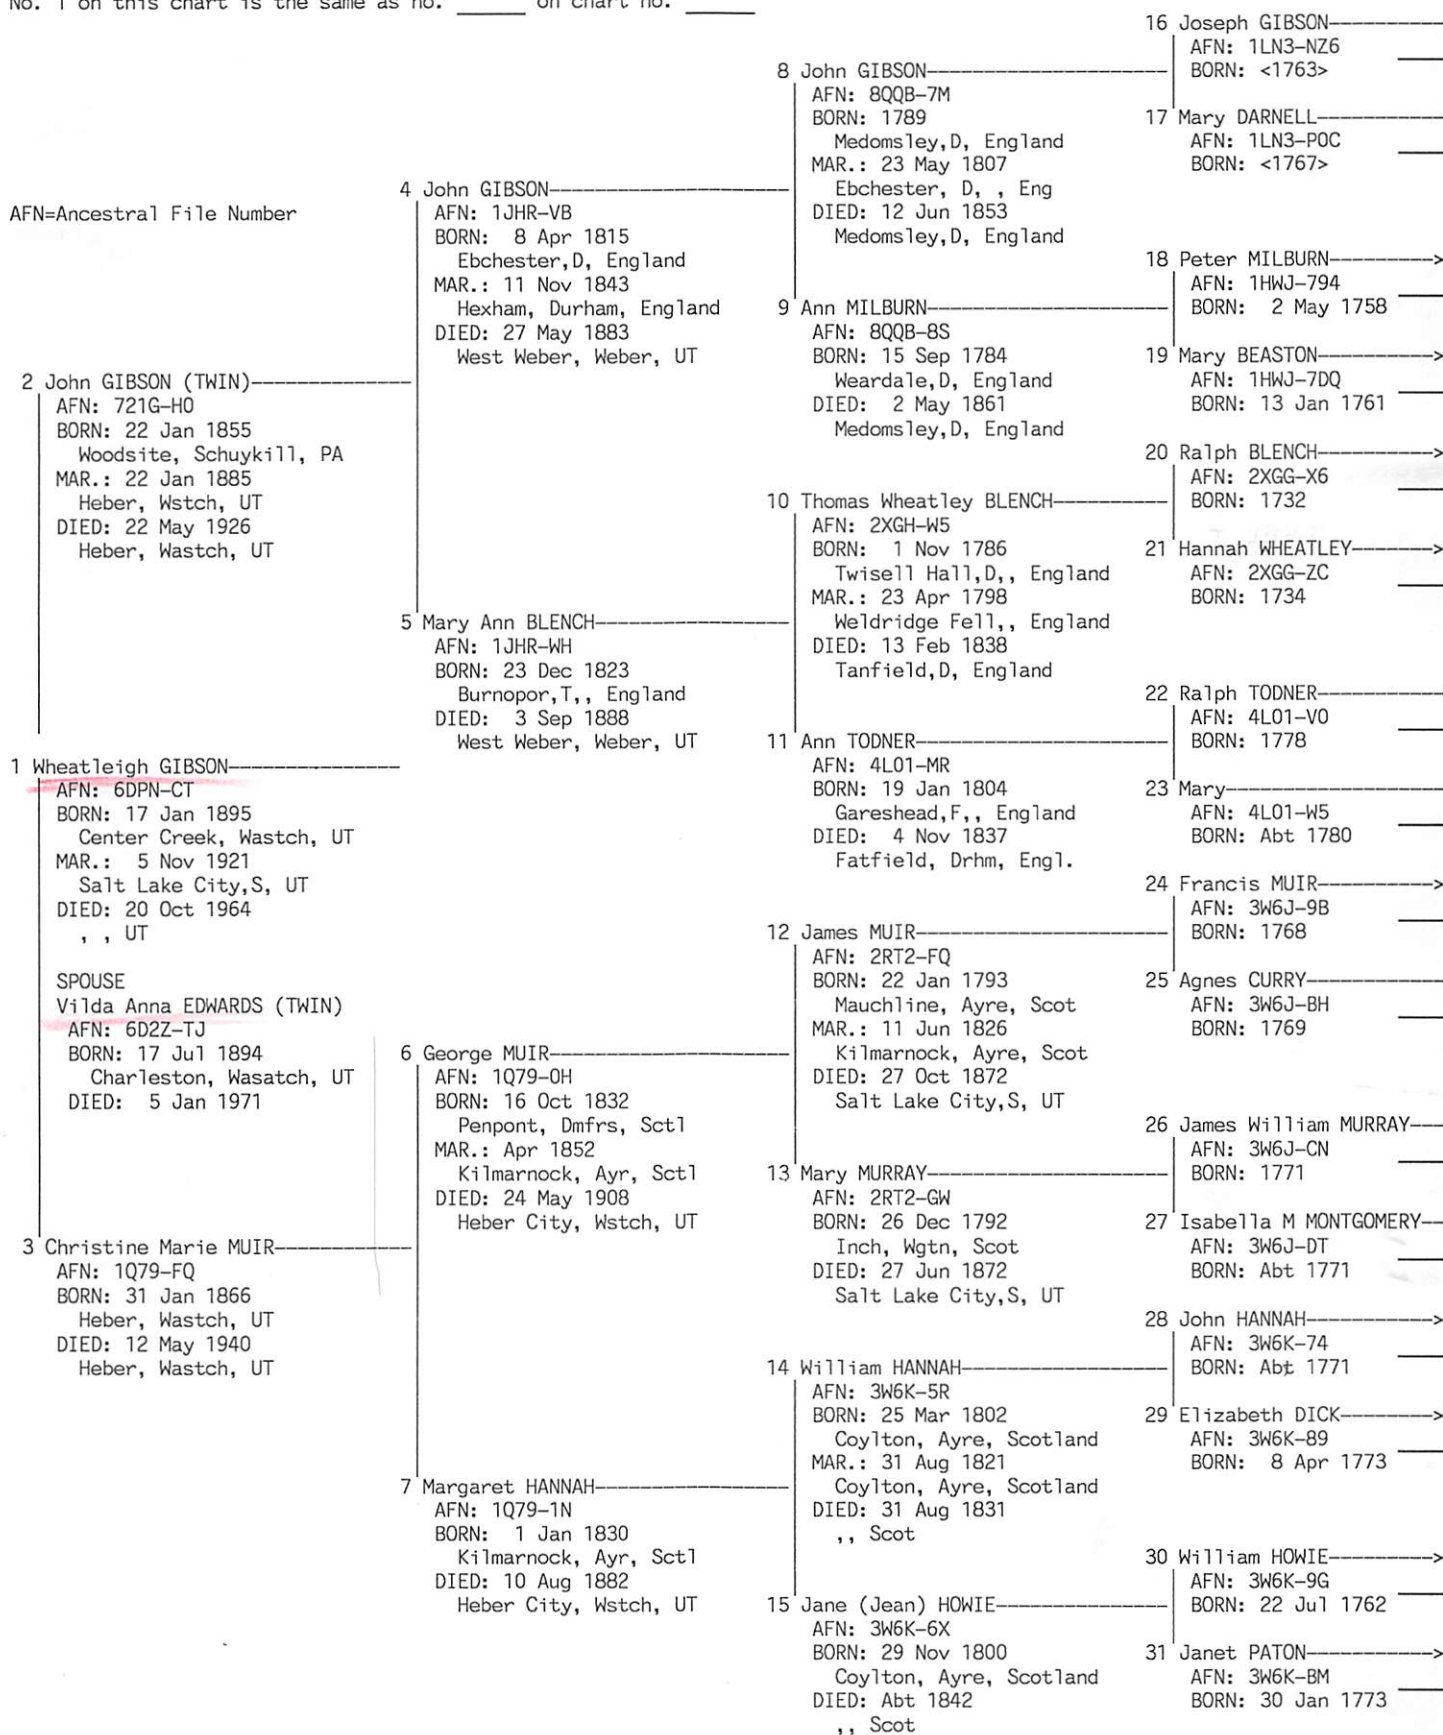 No. 1 on this chart is the same as no. _____ on chart no. _____
AFN=Ancestral File Number
1 Wheatleigh GIBSON
AFN: 6DPN-CT
BORN: 17 Jan 1895
Center Creek, Wastch, UT
MAR.: 5 Nov 1921
Salt Lake City,S, UT
DIED: 20 Oct 1964
, , UT
SPOUSE
Vilda Anna EDWARDS (TWIN)
AFN: 6D2Z-TJ
BORN: 17 Jul 1894
Charleston, Wasatch, UT
DIED: 5 Jan 1971
2 John GIBSON (TWIN)
AFN: 721G-H0
BORN: 22 Jan 1855
Woodsite, Schuykill, PA
MAR.: 22 Jan 1885
Heber, Wstch, UT
DIED: 22 May 1926
Heber, Wastch, UT
3 Christine Marie MUIR
AFN: 1Q79-FQ
BORN: 31 Jan 1866
Heber, Wastch, UT
DIED: 12 May 1940
Heber, Wastch, UT
4 John GIBSON
AFN: 1JHR-VB
BORN: 8 Apr 1815
Ebchester,D, England
MAR.: 11 Nov 1843
Hexham, Durham, England
DIED: 27 May 1883
West Weber, Weber, UT
5 Mary Ann BLENCH
AFN: 1JHR-WH
BORN: 23 Dec 1823
Burnopor,T,, England
DIED: 3 Sep 1888
West Weber, Weber, UT
6 George MUIR
AFN: 1Q79-0H
BORN: 16 Oct 1832
Penpont, Dmfrs, Sctl
MAR.: Apr 1852
Kilmarnock, Ayr, Sctl
DIED: 24 May 1908
Heber City, Wstch, UT
7 Margaret HANNAH
AFN: 1Q79-1N
BORN: 1 Jan 1830
Kilmarnock, Ayr, Sctl
DIED: 10 Aug 1882
Heber City, Wstch, UT
8 John GIBSON
AFN: 8QQB-7M
BORN: 1789
Medomsley,D, England
MAR.: 23 May 1807
Ebchester, D, , Eng
DIED: 12 Jun 1853
Medomsley,D, England
9 Ann MILBURN
AFN: 8QQB-8S
BORN: 15 Sep 1784
Weardale,D, England
DIED: 2 May 1861
Medomsley,D, England
10 Thomas Wheatley BLENCH
AFN: 2XGH-W5
BORN: 1 Nov 1786
Twisell Hall,D,, England
MAR.: 23 Apr 1798
Weldridge Fell,, England
DIED: 13 Feb 1838
Tanfield,D, England
11 Ann TODNER
AFN: 4L01-MR
BORN: 19 Jan 1804
Gareshead,F,, England
DIED: 4 Nov 1837
Fatfield, Drhm, Engl.
12 James MUIR
AFN: 2RT2-FQ
BORN: 22 Jan 1793
Mauchline, Ayre, Scot
MAR.: 11 Jun 1826
Kilmarnock, Ayre, Scot
DIED: 27 Oct 1872
Salt Lake City,S, UT
13 Mary MURRAY
AFN: 2RT2-GW
BORN: 26 Dec 1792
Inch, Wgtn, Scot
DIED: 27 Jun 1872
Salt Lake City,S, UT
14 William HANNAH
AFN: 3W6K-5R
BORN: 25 Mar 1802
Coylton, Ayre, Scotland
MAR.: 31 Aug 1821
Coylton, Ayre, Scotland
DIED: 31 Aug 1831
,, Scot
15 Jane (Jean) HOWIE
AFN: 3W6K-6X
BORN: 29 Nov 1800
Coylton, Ayre, Scotland
DIED: Abt 1842
,, Scot
16 Joseph GIBSON
AFN: 1LN3-NZ6
BORN: <1763>
17 Mary DARNELL
AFN: 1LN3-P0C
BORN: <1767>
18 Peter MILBURN
AFN: 1HWJ-794
BORN: 2 May 1758
19 Mary BEASTON
AFN: 1HWJ-7DQ
BORN: 13 Jan 1761
20 Ralph BLENCH
AFN: 2XGG-X6
BORN: 1732
21 Hannah WHEATLEY
AFN: 2XGG-ZC
BORN: 1734
22 Ralph TODNER
AFN: 4L01-V0
BORN: 1778
23 Mary
AFN: 4L01-W5
BORN: Abt 1780
24 Francis MUIR
AFN: 3W6J-9B
BORN: 1768
25 Agnes CURRY
AFN: 3W6J-BH
BORN: 1769
26 James William MURRAY
AFN: 3W6J-CN
BORN: 1771
27 Isabella M MONTGOMERY
AFN: 3W6J-DT
BORN: Abt 1771
28 John HANNAH
AFN: 3W6K-74
BORN: Abt 1771
29 Elizabeth DICK
AFN: 3W6K-89
BORN: 8 Apr 1773
30 William HOWIE
AFN: 3W6K-9G
BORN: 22 Jul 1762
31 Janet PATON
AFN: 3W6K-BM
BORN: 30 Jan 1773